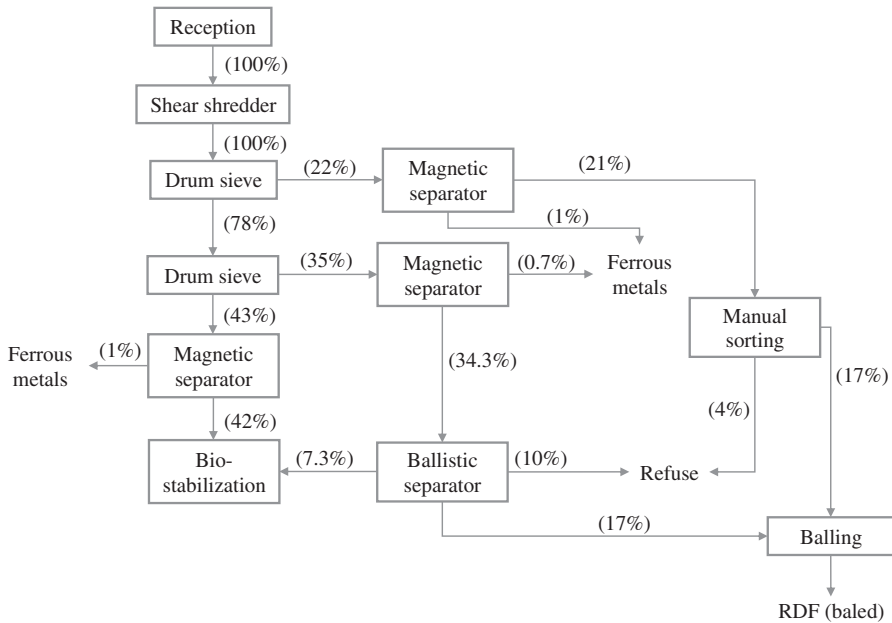 Reception
(100%)
Shear shredder
(100%)
Drum sieve
(22%)
Magnetic
separator
(21%)
(1%)
(78%)
Drum sieve
(35%)
Magnetic
separator
(0.7%)
Ferrous
metals
(43%)
Manual
sorting
Ferrous
metals
(1%)
Magnetic
separator
(34.3%)
(17%)
(4%)
(42%)
Bio-
stabilization
(7.3%)
Ballistic
separator
(10%)
Refuse
(17%)
Balling
RDF (baled)